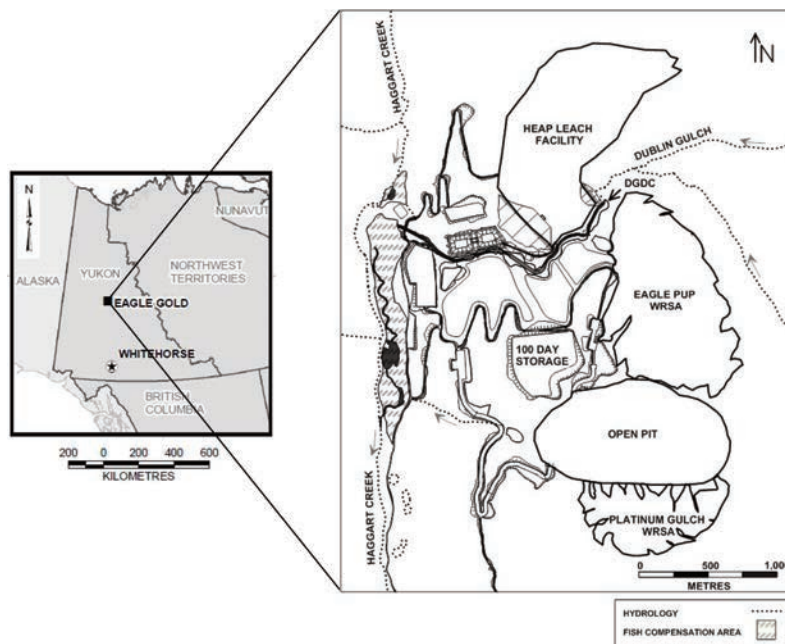 N
ALASKA
YUKON
NUNAVUT
NORTHWEST
TERRITORIES
EAGLE GOLD
WHITEHORSE
BRITISH
COLUMBIA
200 0 200 400 600
KILOMETRES
HAGGART CREEK
N
HEAP LEACH
FACILITY
DUBLIN GULCH
DGDC
EAGLE PUP
WRSA
100 DAY
STORAGE
OPEN PIT
PLATINUM GULCH
WRSA
HAGGART CREEK
0 500 1,000
METRES
HYDROLOGY
FISH COMPENSATION AREA